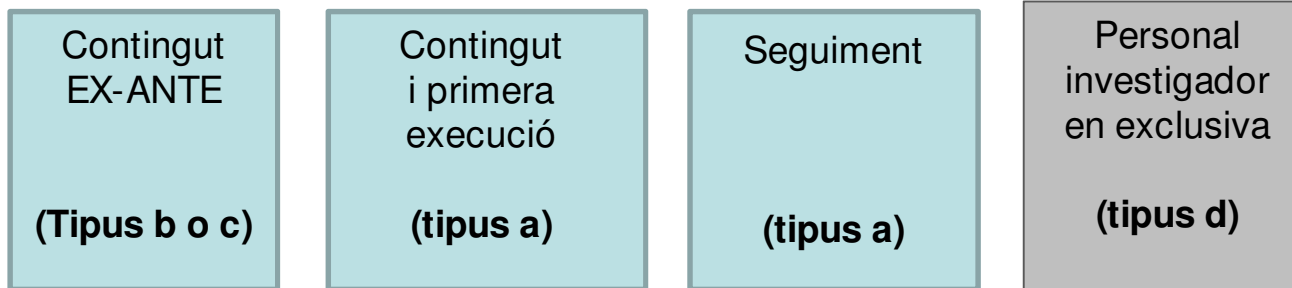 Contingut
EX-ANTE
(Tipus b o c)
Contingut
i primera
execució
(tipus a)
Seguiment
(tipus a)
Personal
investigador
en exclusiva
(tipus d)